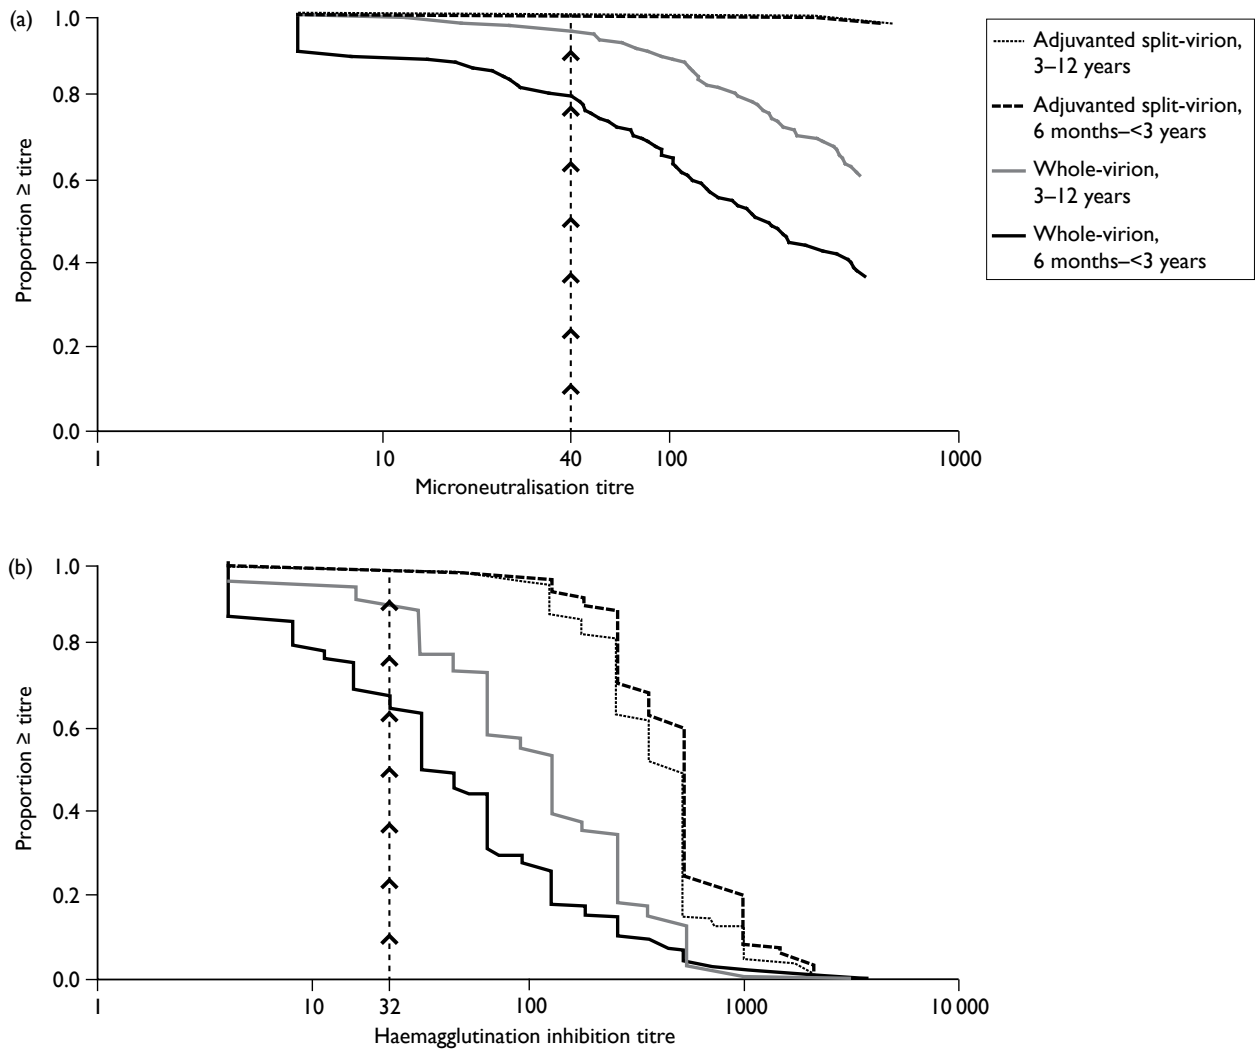 (a)
1.0
0.8
0.6
0.4
0.2
0.0
Proportion ≥ titre
1 10 40 100 1000
Microneutralisation titre
Adjuvanted split-virion,
3–12 years
Adjuvanted split-virion,
6 months–<3 years
Whole-virion,
3–12 years
Whole-virion,
6 months–<3 years
(b)
1.0
0.8
0.6
0.4
0.2
0.0
Proportion ≥ titre
1 10 32 100 1000 10 000
Haemagglutination inhibition titre